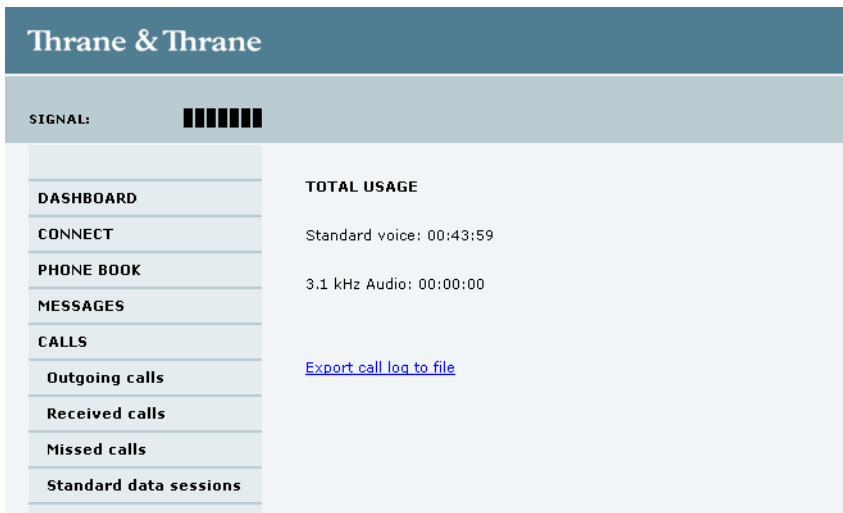 Thrane & Thrane
SIGNAL:
DASHBOARD
CONNECT
PHONE BOOK
MESSAGES
CALLS
Outgoing calls
Received calls
Missed calls
Standard data sessions
TOTAL USAGE
Standard voice: 00:43:59
3.1 kHz Audio: 00:00:00
Export call log to file